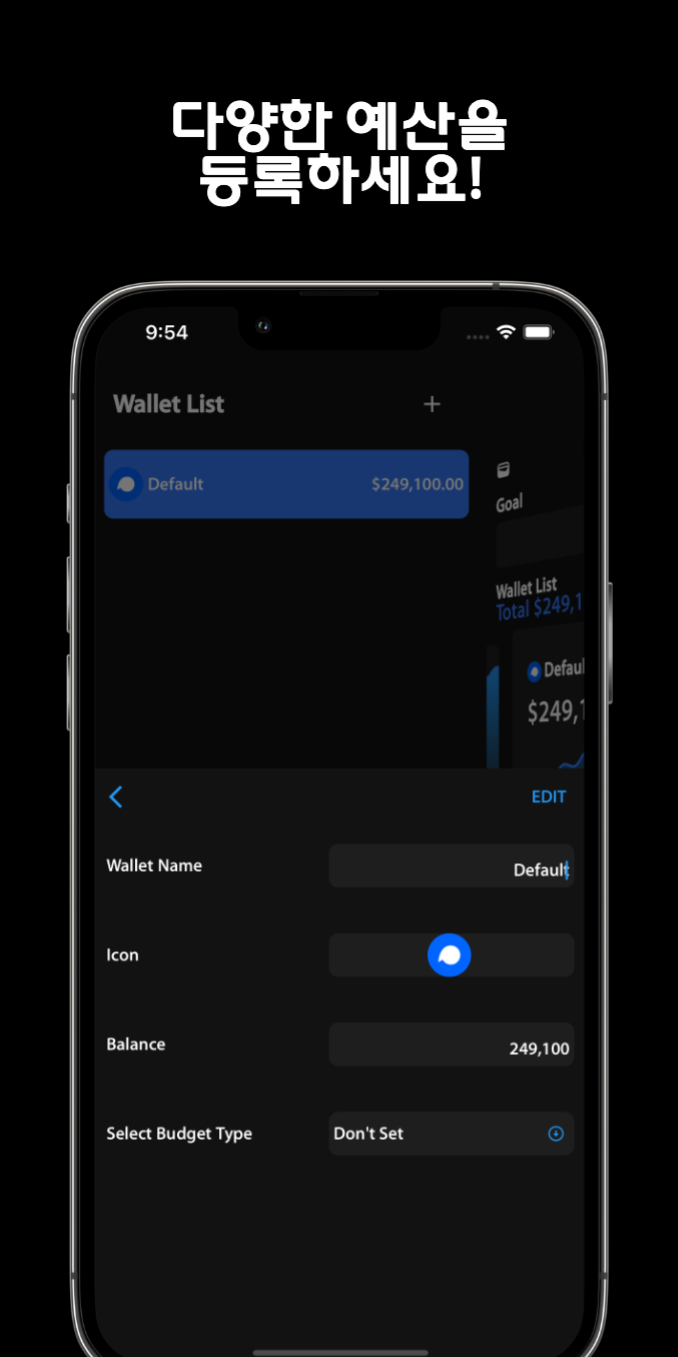 다양한 예산을
등록하세요!
9:54
Wallet List
+
Default $249,100.00
Goal
Wallet List
Total $249,1
Defaul
$249,1
EDIT
Wallet Name Default
Icon
Balance 249,100
Select Budget Type Don't Set